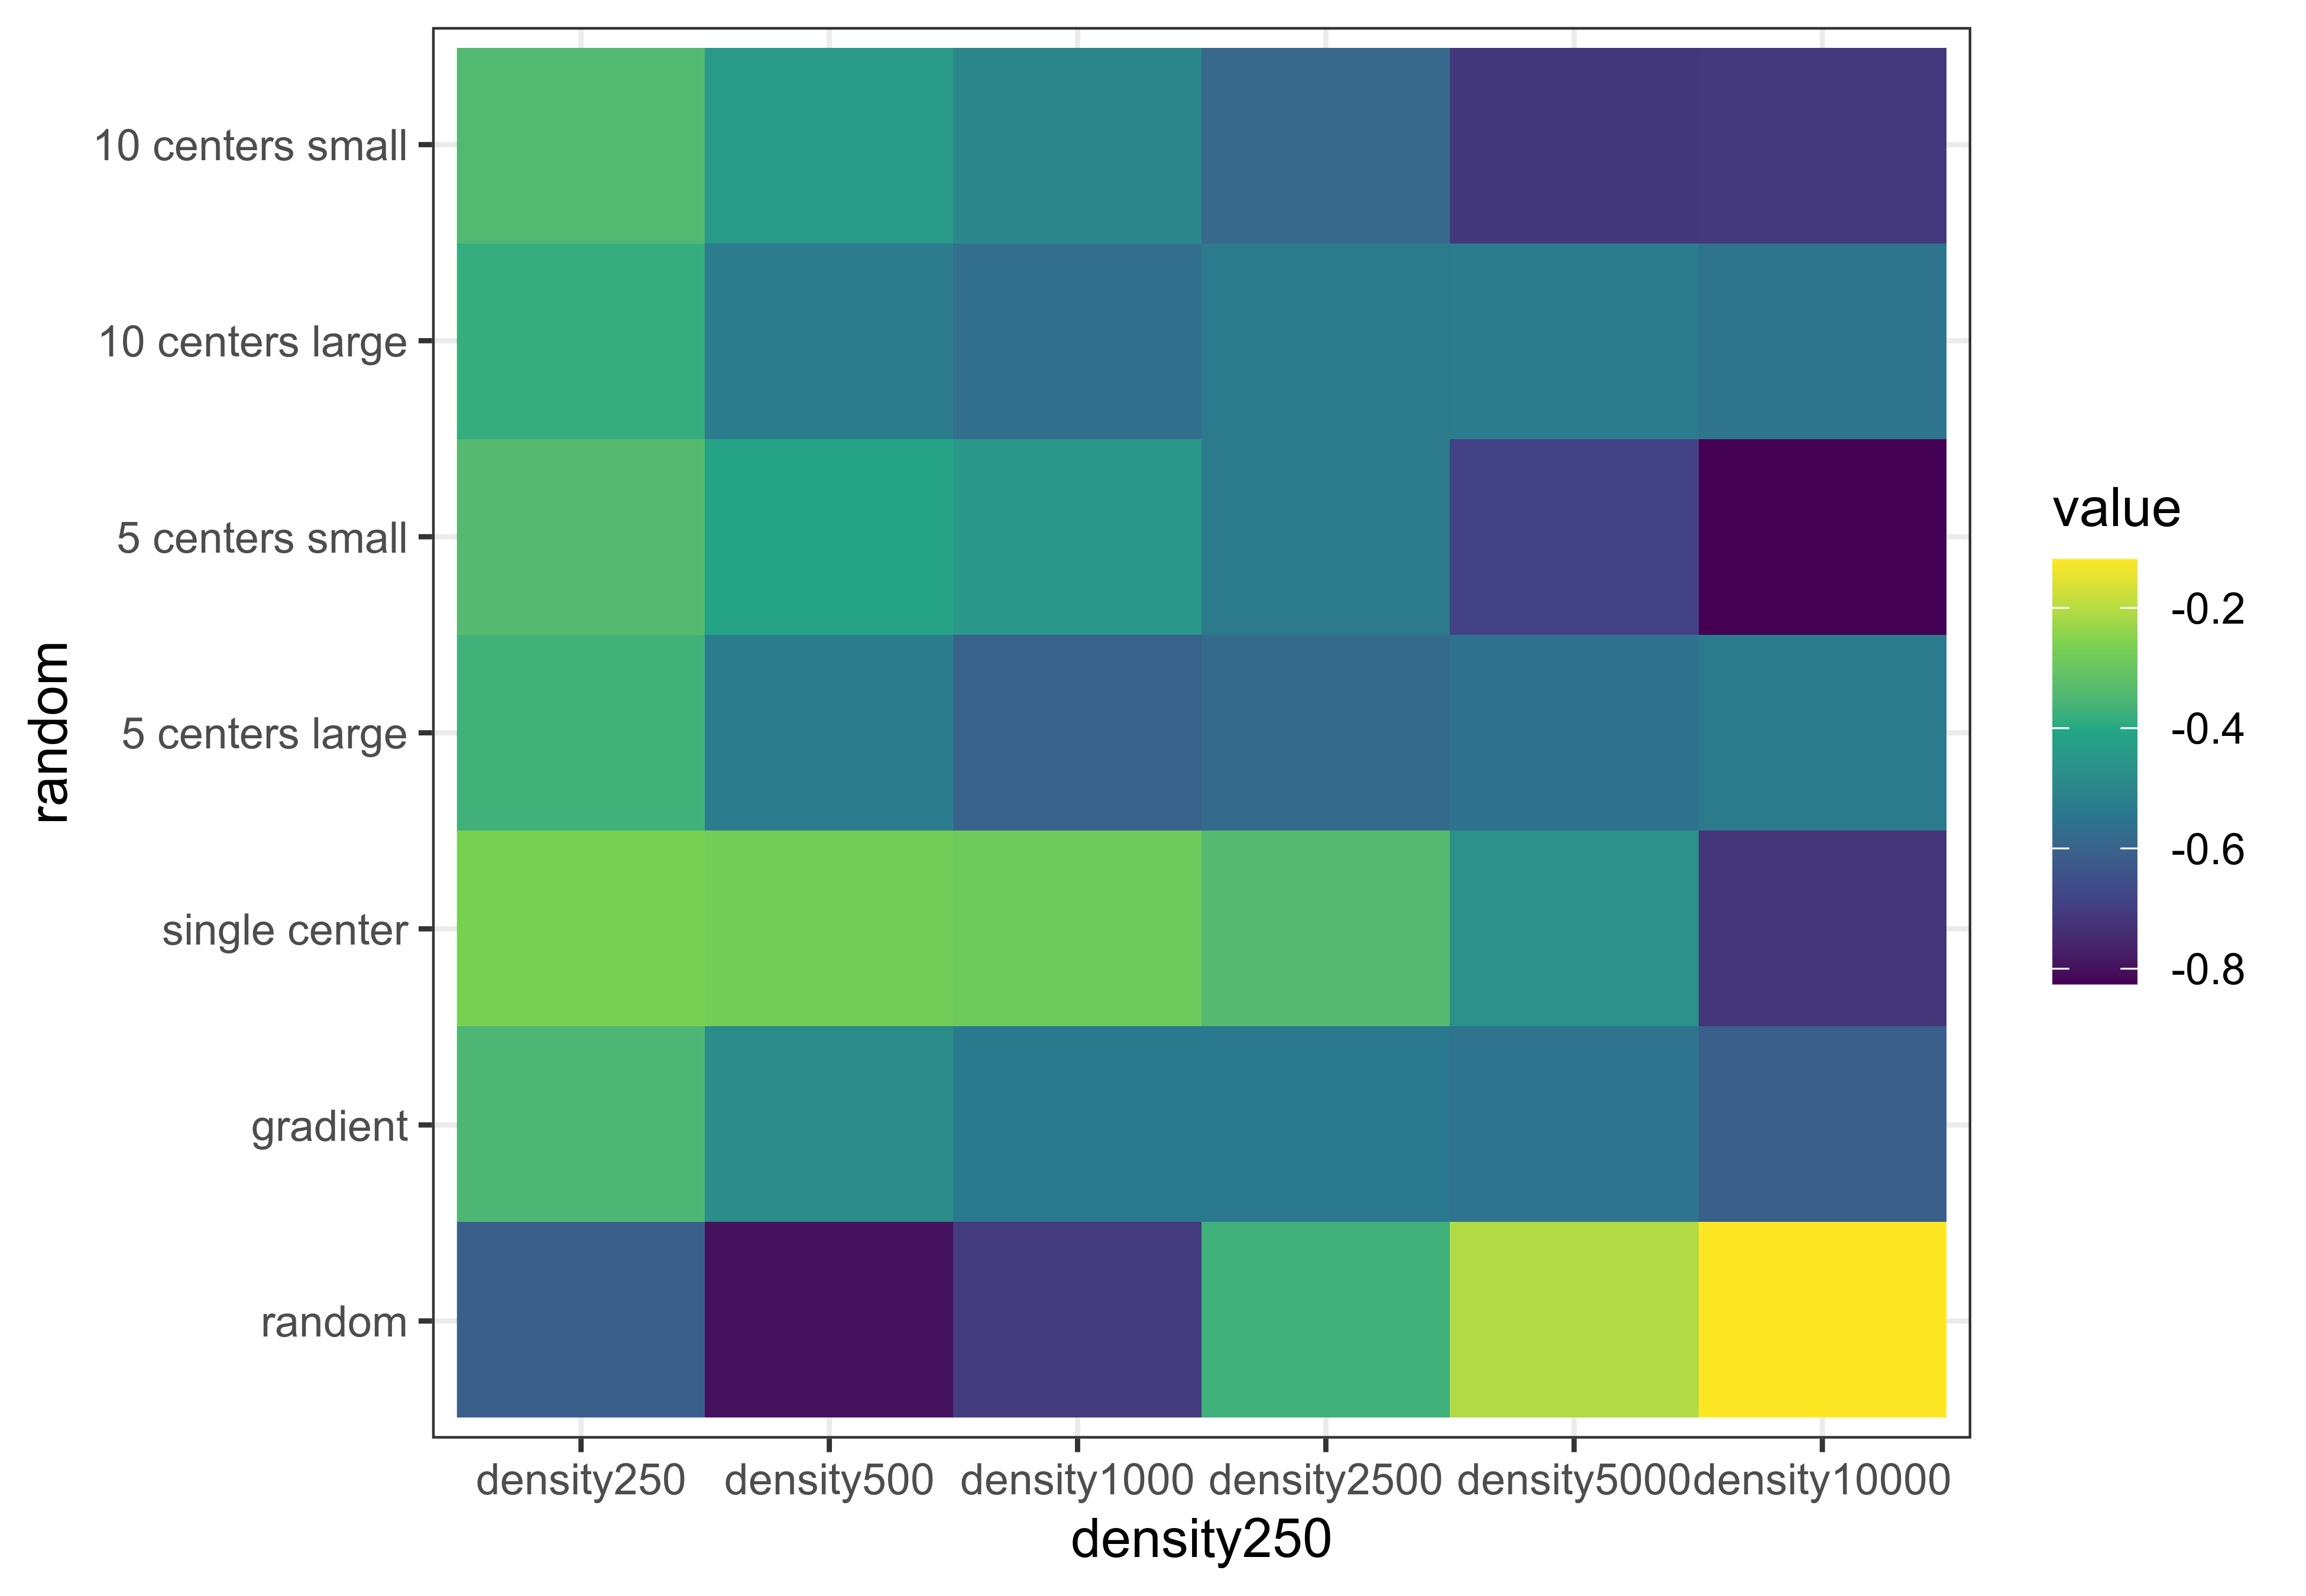 10 centers small
10 centers large
5 centers small
5 centers large
single center
gradient
random
random
density250 density500 density1000 density2500 density5000 density10000
density250
value
-0.2
-0.4
-0.6
-0.8